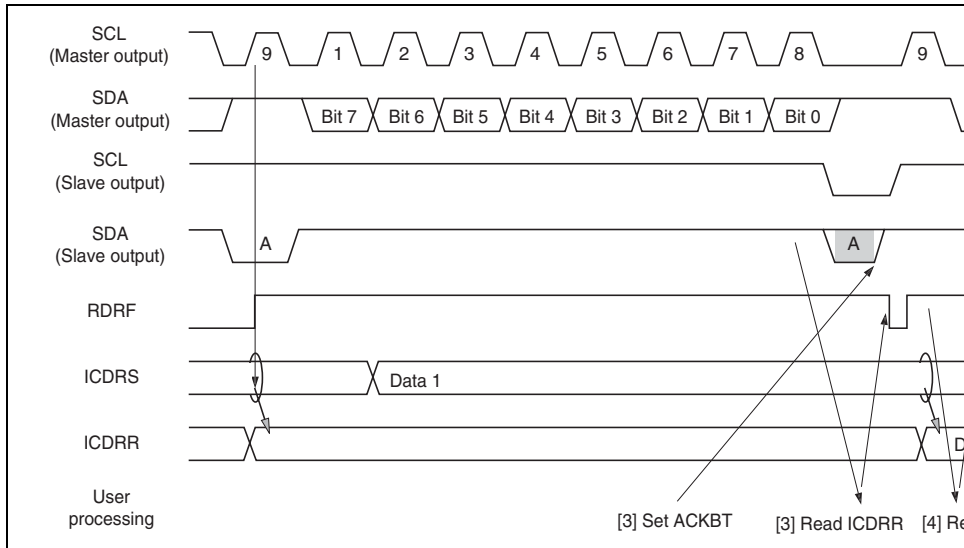 SCL
(Master output)
9 1 2 3 4 5 6 7 8 9
SDA
(Master output)
Bit 7 Bit 6 Bit 5 Bit 4 Bit 3 Bit 2 Bit 1 Bit 0
SCL
(Slave output)
SDA
(Slave output)
A A
RDRF
ICDRS
Data 1
ICDRR
D
User
processing
[3] Set ACKBT [3] Read ICDRR [4] Re